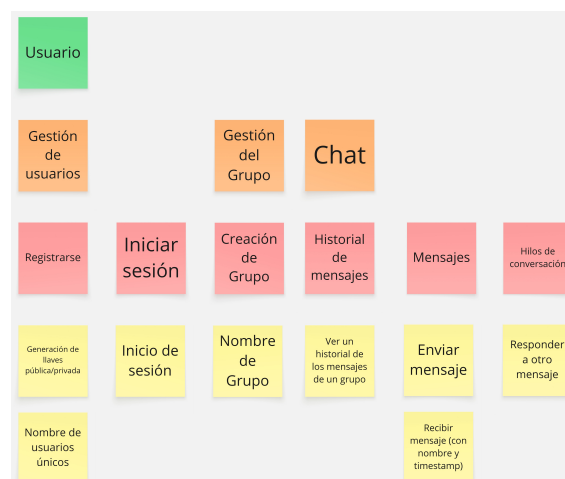 Usuario
Gestión
de
usuarios
Gestión
del
Grupo
Chat
Registrarse
Iniciar
sesión
Creación
de
Grupo
Historial
de
mensajes
Mensajes
Hilos de
conversación
Generación de
llaves
pública/privada
Inicio de
sesión
Nombre
de
Grupo
Ver un
historial de
los mensajes
de un grupo
Enviar
mensaje
Responder
a otro
mensaje
Nombre de
usuarios
únicos
Recibir
mensaje (con
nombre y
timestamp)